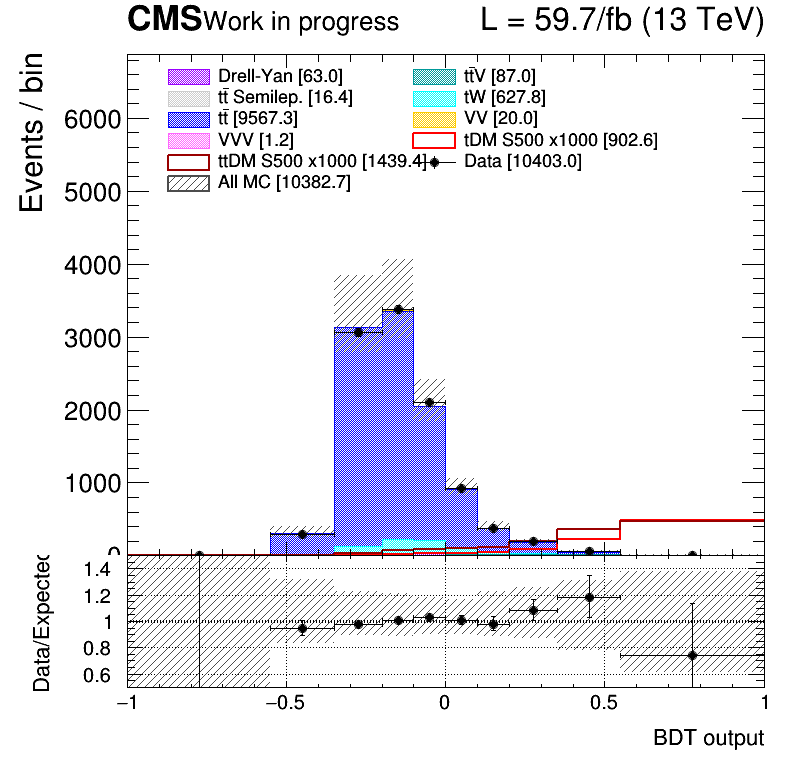 CMS Work in progress L = 59.7/fb (13 TeV)
Drell-Yan [63.0] tt̄V [87.0]
tt̄ Semilep. [16.4] tW [627.8]
tt̄ [9567.3] VV [20.0]
VVV [1.2] tDM S500 x1000 [902.6]
ttDM S500 x1000 [1439.4] Data [10403.0]
All MC [10382.7]
Events / bin
6000
5000
4000
3000
2000
1000
0
Data/Expected
1.4
1.2
1
0.8
0.6
−1 −0.5 0 0.5 1
BDT output